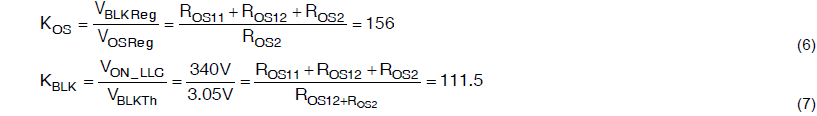 K_OS = V_BLKReg / V_OSReg = (R_OS11 + R_OS12 + R_OS2) / R_OS2 = 156 (6)
K_BLK = V_ON_LLC / V_BLKTh = 340V / 3.05V = (R_OS11 + R_OS12 + R_OS2) / R_OS12+R_OS2 = 111.5 (7)